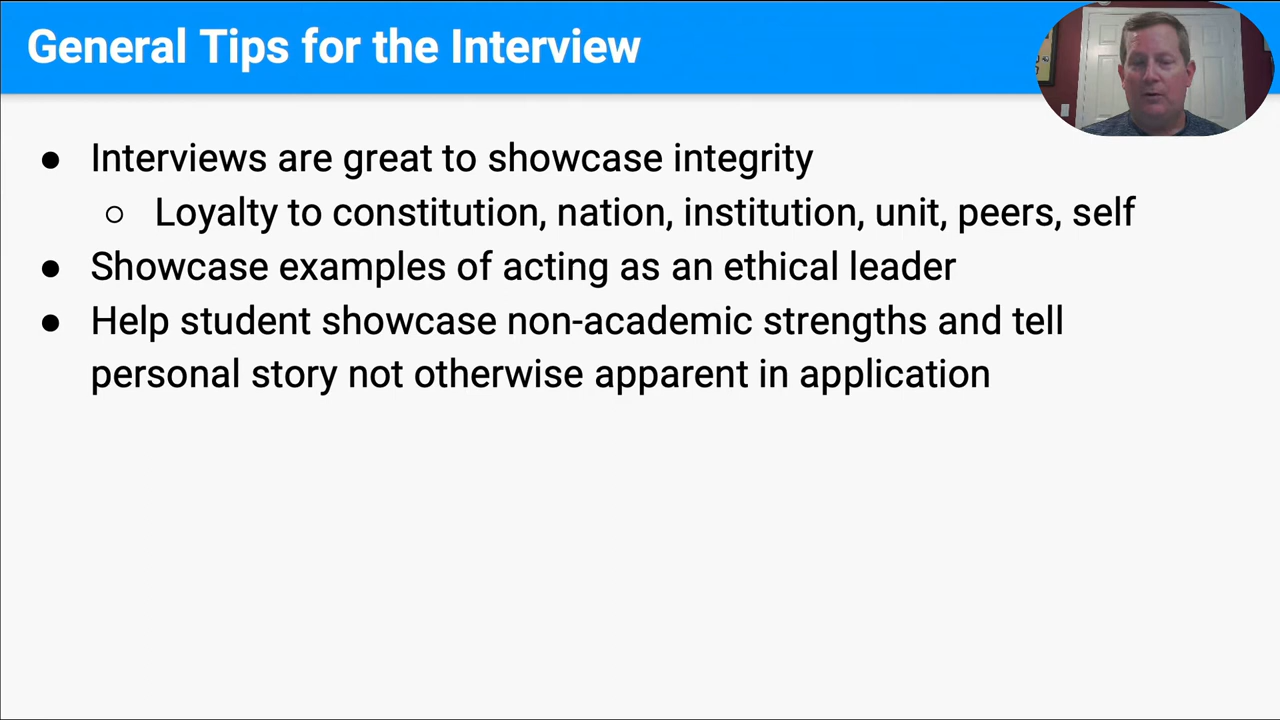 General Tips for the Interview
● Interviews are great to showcase integrity
○ Loyalty to constitution, nation, institution, unit, peers, self
● Showcase examples of acting as an ethical leader
● Help student showcase non-academic strengths and tell
personal story not otherwise apparent in application